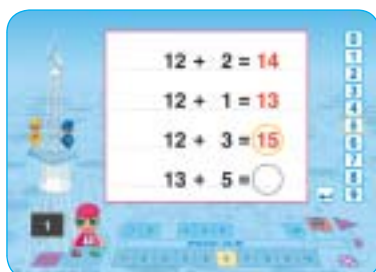 12 + 2 = 14
12 + 1 = 13
12 + 3 = 15
13 + 5 =
0
1
2
3
4
5
6
7
8
9
1